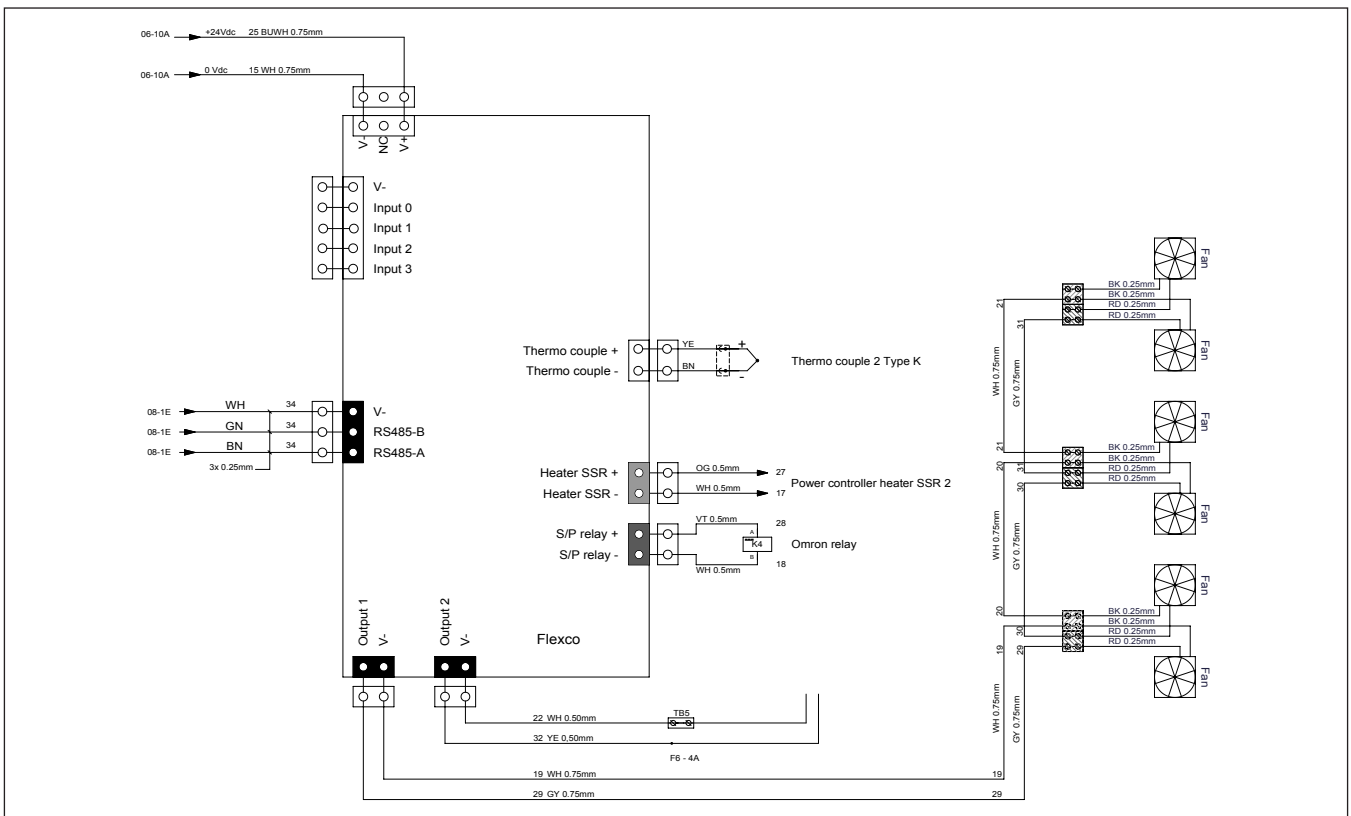 06-10A
+24Vdc 25 BUWH 0.75mm
06-10A
0 Vdc 15 WH 0.75mm
V-
NC
V+
V-
Input 0
Input 1
Input 2
Input 3
Thermo couple +
Thermo couple -
YE
BN
+
-
Thermo couple 2 Type K
08-1E WH 34 V-
08-1E GN 34 RS485-B
08-1E BN 34 RS485-A
3x 0.25mm
Heater SSR + OG 0.5mm 27
Heater SSR - WH 0.5mm 17
Power controller heater SSR 2
S/P relay + VT 0.5mm 28
S/P relay - WH 0.5mm 18
A
K4
B
Omron relay
Output 1
V-
Output 2
V-
Flexco
22 WH 0.50mm
TB5
32 YE 0,50mm
F6 - 4A
19 WH 0.75mm 19
29 GY 0.75mm 29
Fan
BK 0.25mm
BK 0.25mm
RD 0.25mm
RD 0.25mm
21
31
Fan
WH 0.75mm
GY 0.75mm
Fan
21
20
31
30
BK 0.25mm
BK 0.25mm
RD 0.25mm
RD 0.25mm
Fan
WH 0.75mm
GY 0.75mm
Fan
20
19
30
29
BK 0.25mm
BK 0.25mm
RD 0.25mm
RD 0.25mm
Fan
WH 0.75mm
GY 0.75mm